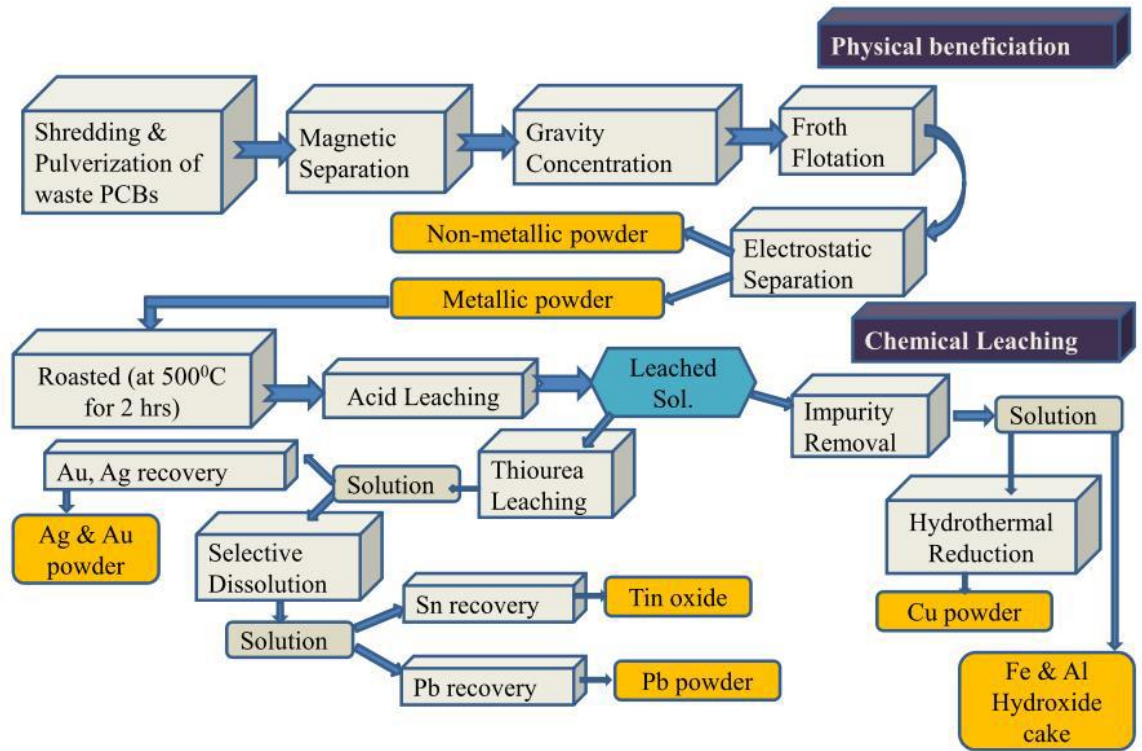 Physical beneficiation
Shredding &
Pulverization of
waste PCBs
Magnetic
Separation
Gravity
Concentration
Froth
Flotation
Non-metallic powder
Electrostatic
Separation
Metallic powder
Chemical Leaching
Roasted (at 500⁰C
for 2 hrs)
Acid Leaching
Leached
Sol.
Impurity
Removal
Solution
Au, Ag recovery
Solution
Thiourea
Leaching
Ag & Au
powder
Selective
Dissolution
Hydrothermal
Reduction
Sn recovery
Tin oxide
Cu powder
Solution
Pb recovery
Pb powder
Fe & Al
Hydroxide
cake